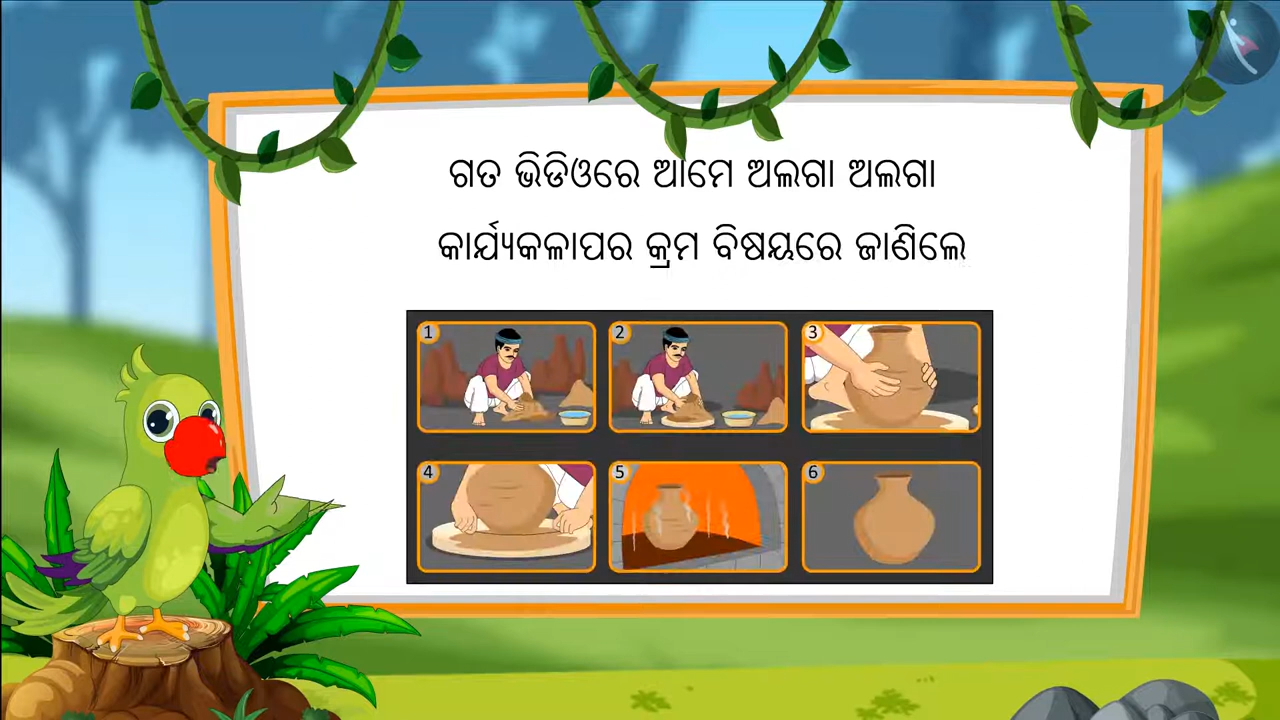 ଗତ ଭିଡିଓରେ ଆମେ ଅଲଗା ଅଲଗା
କାର୍ଯ୍ୟକଳାପର କ୍ରମ ବିଷୟରେ ଜାଣିଲେ
1 2 3
4 5 6